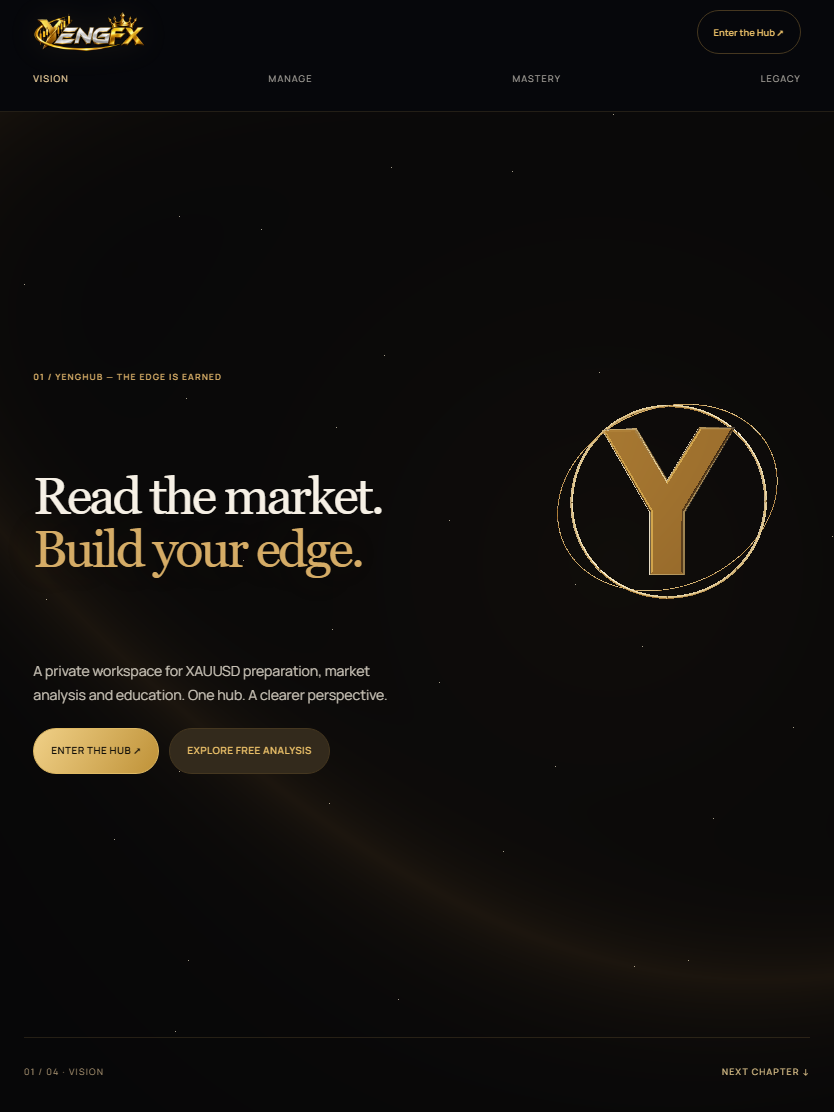 YENGFX
Enter the Hub ↗
VISION MANAGE MASTERY LEGACY
01 / YENGHUB — THE EDGE IS EARNED
Read the market.
Build your edge.
Y
A private workspace for XAUUSD preparation, market
analysis and education. One hub. A clearer perspective.
ENTER THE HUB ↗ EXPLORE FREE ANALYSIS
01 / 04 · VISION NEXT CHAPTER ↓